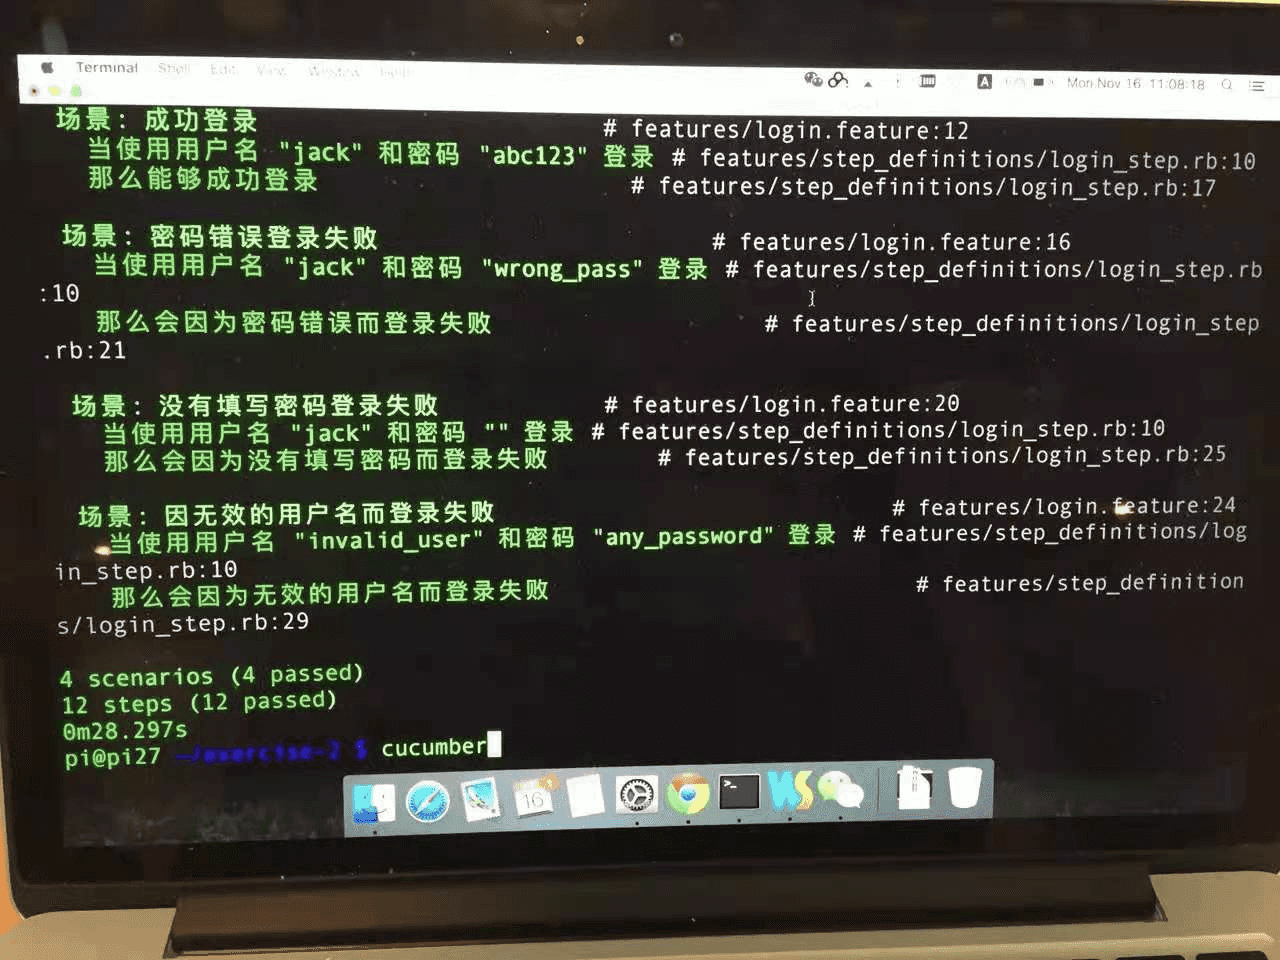 Terminal Shell Edit View Window Help
A 67% Mon Nov 16 11:08:18
场景: 成功登录 # features/login.feature:12
当使用用户名 "jack" 和密码 "abc123" 登录 # features/step_definitions/login_step.rb:10
那么能够成功登录 # features/step_definitions/login_step.rb:17
场景: 密码错误登录失败 # features/login.feature:16
当使用用户名 "jack" 和密码 "wrong_pass" 登录 # features/step_definitions/login_step.rb
:10
那么会因为密码错误而登录失败 # features/step_definitions/login_step
.rb:21
场景: 没有填写密码登录失败 # features/login.feature:20
当使用用户名 "jack" 和密码 "" 登录 # features/step_definitions/login_step.rb:10
那么会因为没有填写密码而登录失败 # features/step_definitions/login_step.rb:25
场景: 因无效的用户名而登录失败 # features/login.feature:24
当使用用户名 "invalid_user" 和密码 "any_password" 登录 # features/step_definitions/log
in_step.rb:10
那么会因为无效的用户名而登录失败 # features/step_definition
s/login_step.rb:29
4 scenarios (4 passed)
12 steps (12 passed)
0m28.297s
pi@pi27 ~/exercise-2 $ cucumber
16
WS